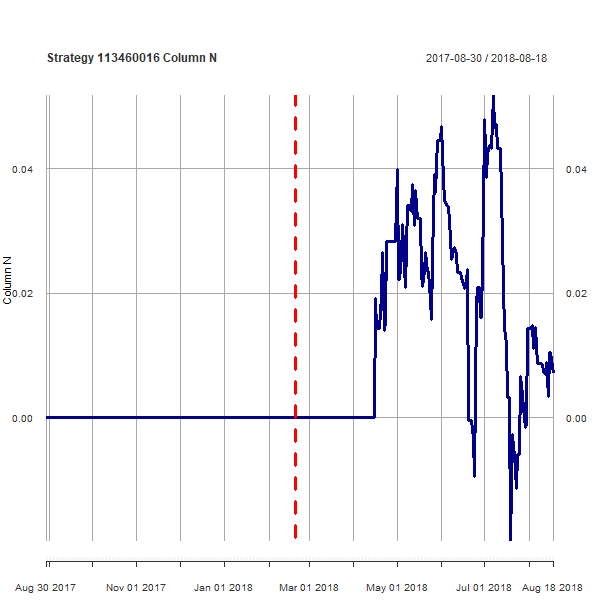 Strategy 113460016 Column N
2017-08-30 / 2018-08-18
0.04
0.04
0.02
0.02
0.00
0.00
Column N
Aug 30 2017
Nov 01 2017
Jan 01 2018
Mar 01 2018
May 01 2018
Jul 01 2018
Aug 18 2018